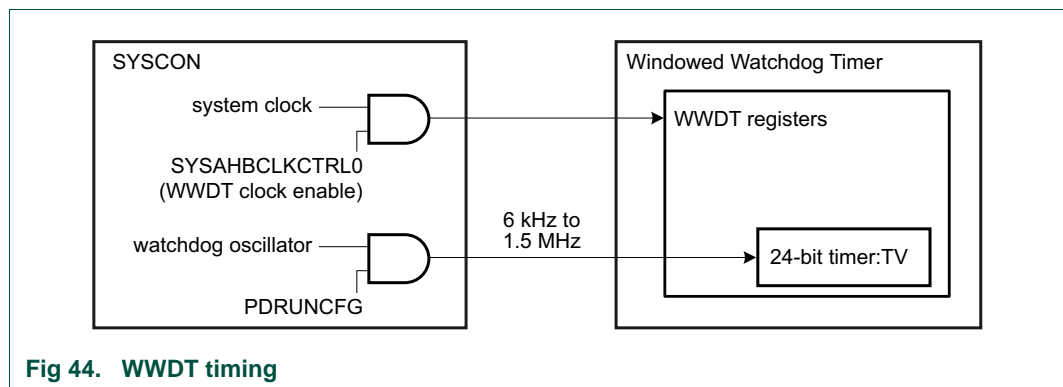 SYSCON
system clock
SYSAHBCLKCTRL0
(WWDT clock enable)
watchdog oscillator
PDRUNCFG
6 kHz to
1.5 MHz
Windowed Watchdog Timer
WWDT registers
24-bit timer:TV
Fig 44. WWDT timing